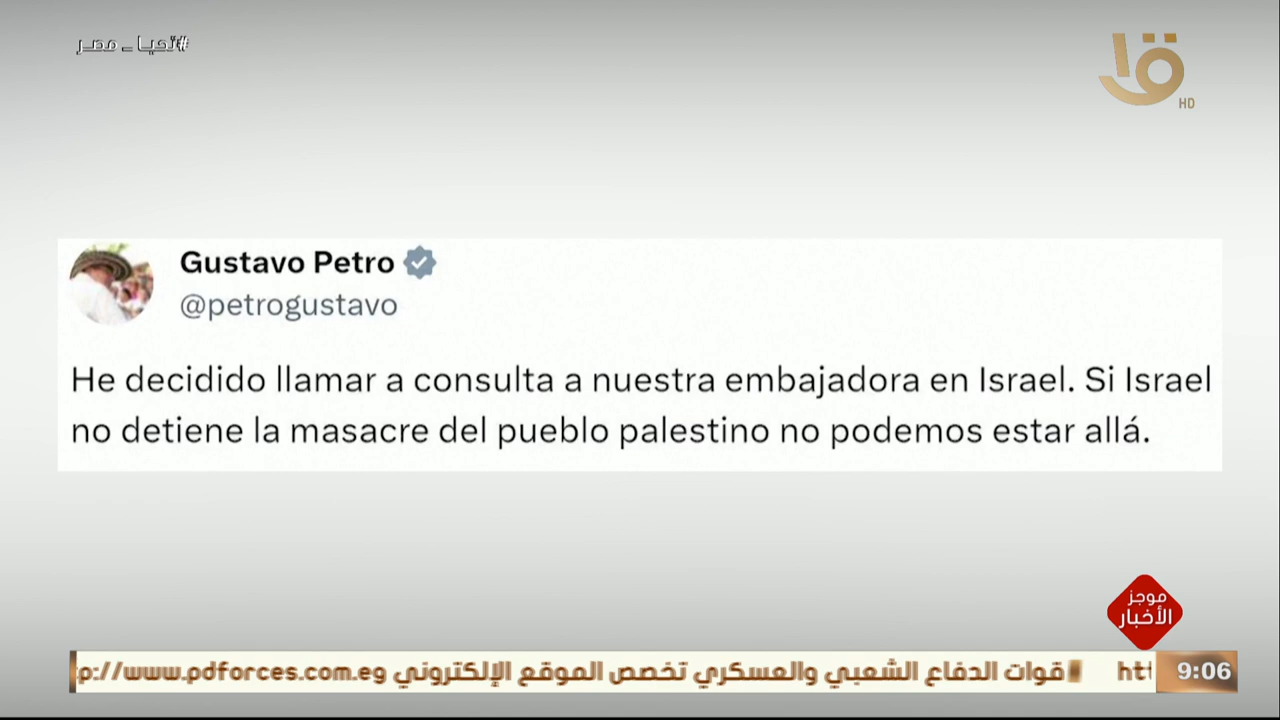 #تحيا_مصر
HD
Gustavo Petro
@petrogustavo
He decidido llamar a consulta a nuestra embajadora en Israel. Si Israel
no detiene la masacre del pueblo palestino no podemos estar allá.
موجز
الأخبار
قوات الدفاع الشعبي والعسكري تخصص الموقع الإلكتروني p://www.pdforces.com.eg
htt
9:06